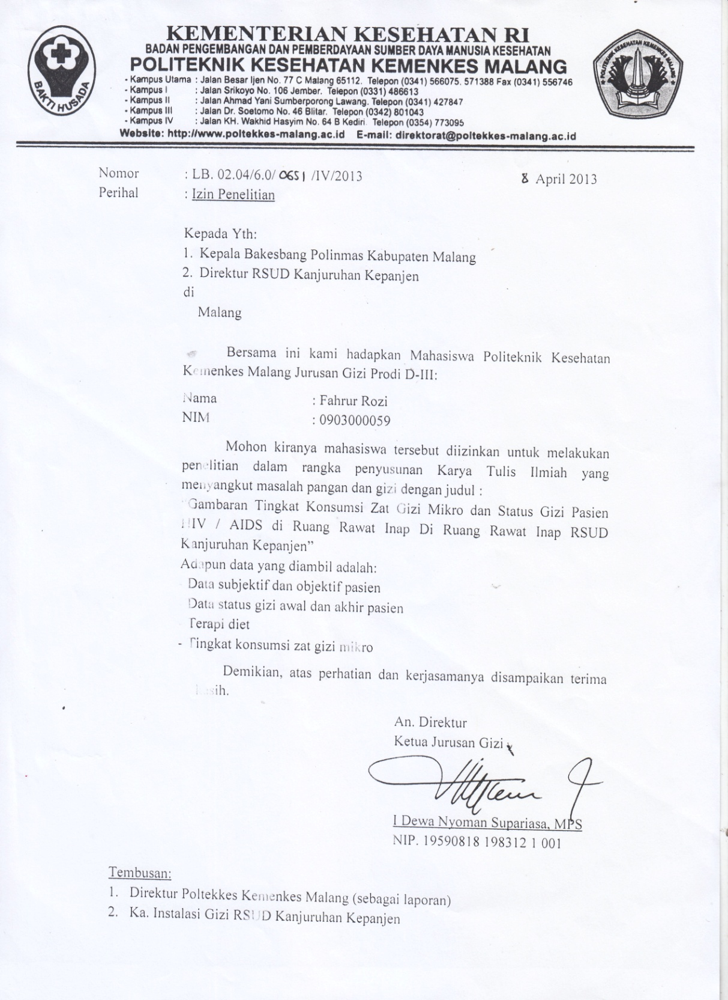 KEMENTERIAN KESEHATAN RI
BADAN PENGEMBANGAN DAN PEMBERDAYAAN SUMBER DAYA MANUSIA KESEHATAN
POLITEKNIK KESEHATAN KEMENKES MALANG
- Kampus Utama : Jalan Besar Ijen No. 77 C Malang 65112. Telepon (0341) 566075. 571388 Fax (0341) 556746
- Kampus I : Jalan Srikoyo No. 106 Jember. Telepon (0331) 486613
- Kampus II : Jalan Ahmad Yani Sumberporong Lawang. Telepon (0341) 427847
- Kampus III : Jalan Dr. Soetomo No. 46 Blitar. Telepon (0342) 801043
- Kampus IV : Jalan KH. Wakhid Hasyim No. 64 B Kediri. Telepon (0354) 773095
Website: http://www.poltekkes-malang.ac.id E-mail: direktorat@poltekkes-malang.ac.id
BAKTI HUSADA
POLITEKNIK KESEHATAN KEMENKES MALANG
Nomor : LB. 02.04/6.0/ 0651 /IV/2013 8 April 2013
Perihal : Izin Penelitian
Kepada Yth:
1. Kepala Bakesbang Polinmas Kabupaten Malang
2. Direktur RSUD Kanjuruhan Kepanjen
di
Malang
Bersama ini kami hadapkan Mahasiswa Politeknik Kesehatan
Kemenkes Malang Jurusan Gizi Prodi D-III:
Nama : Fahrur Rozi
NIM : 0903000059
Mohon kiranya mahasiswa tersebut diizinkan untuk melakukan
penelitian dalam rangka penyusunan Karya Tulis Ilmiah yang
menyangkut masalah pangan dan gizi dengan judul :
"Gambaran Tingkat Konsumsi Zat Gizi Mikro dan Status Gizi Pasien
HIV / AIDS di Ruang Rawat Inap Di Ruang Rawat Inap RSUD
Kanjuruhan Kepanjen”
Adapun data yang diambil adalah:
Data subjektif dan objektif pasien
Data status gizi awal dan akhir pasien
Terapi diet
- Tingkat konsumsi zat gizi mikro
Demikian, atas perhatian dan kerjasamanya disampaikan terima
kasih.
An. Direktur
Ketua Jurusan Gizi
I Dewa Nyoman Supariasa, MPS
NIP. 19590818 198312 1 001
Tembusan:
1. Direktur Poltekkes Kemenkes Malang (sebagai laporan)
2. Ka. Instalasi Gizi RSUD Kanjuruhan Kepanjen